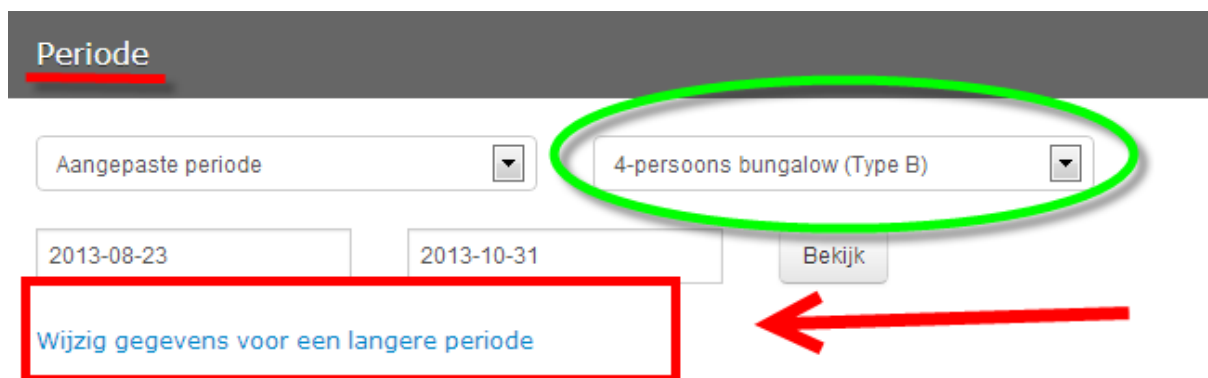 Periode
Aangepaste periode 4-persoons bungalow (Type B)
2013-08-23 2013-10-31 Bekijk
Wijzig gegevens voor een langere periode